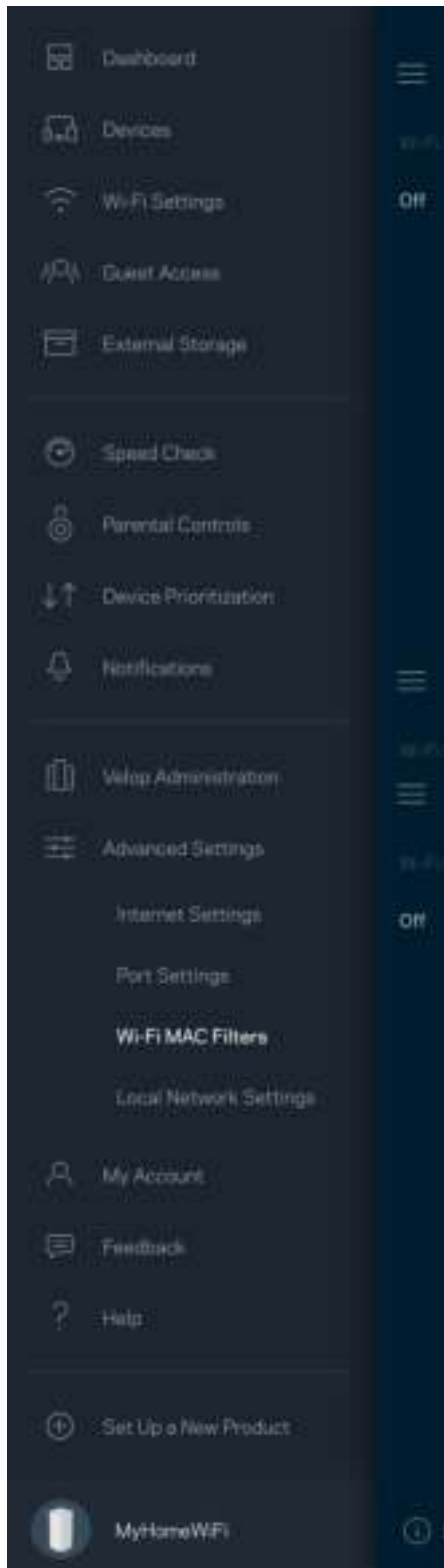 Dashboard
Devices
Wi-Fi Settings
Off
Guest Access
External Storage
Speed Check
Parental Controls
Device Prioritization
Notifications
Velop Administration
Advanced Settings
Internet Settings
Off
Port Settings
Wi-Fi MAC Filters
Local Network Settings
My Account
Feedback
Help
Set Up a New Product
MyHomeWiFi